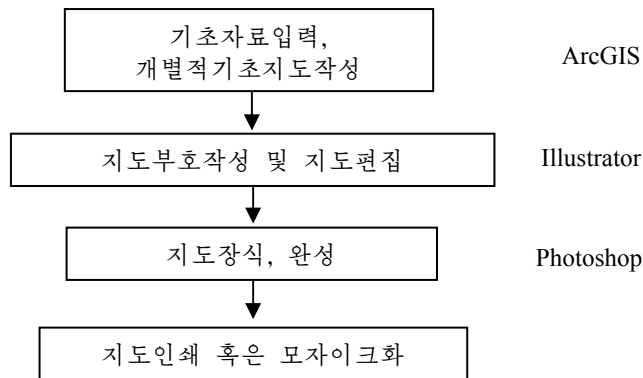 기초자료입력,
개별적기초지도작성
ArcGIS
지도부호작성 및 지도편집
Illustrator
지도장식, 완성
Photoshop
지도인쇄 혹은 모자이크화